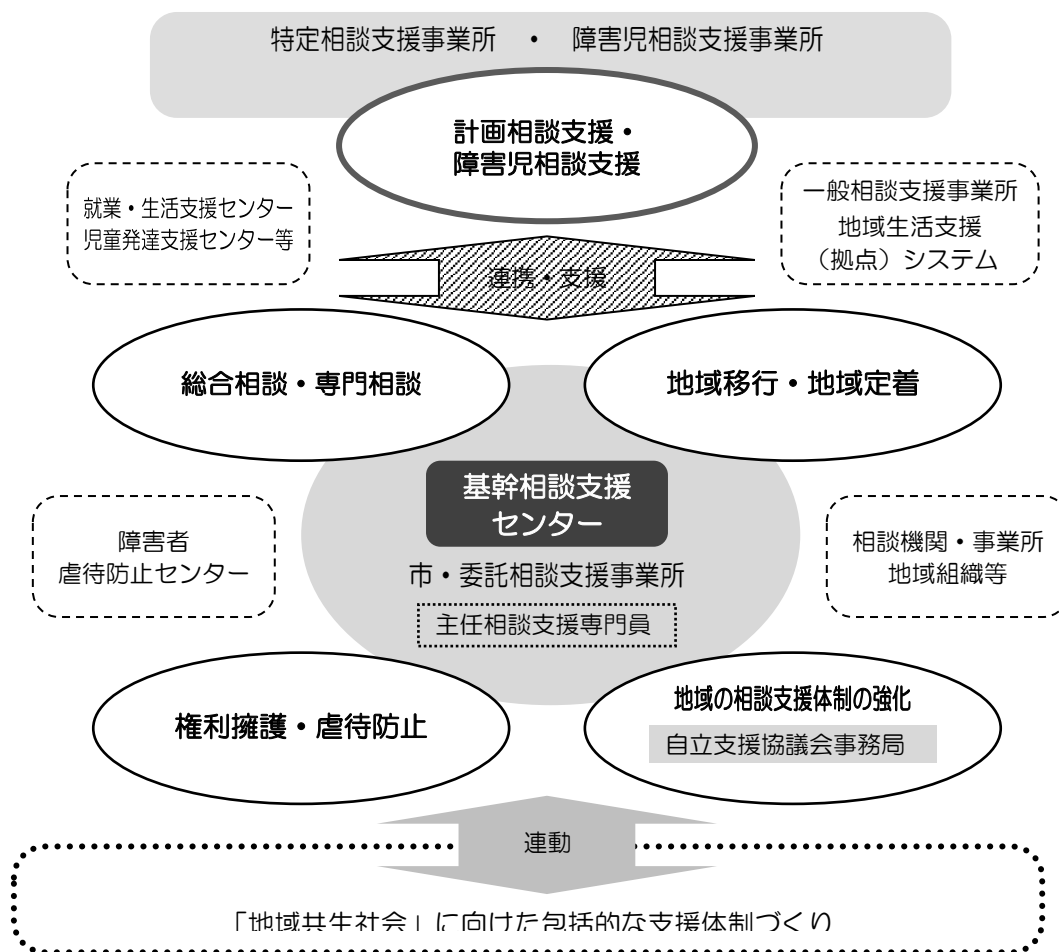 特定相談支援事業所 ・ 障害児相談支援事業所
計画相談支援・
障害児相談支援
就業・生活支援センター
児童発達支援センター等
一般相談支援事業所
地域生活支援
(拠点)システム
連携・支援
総合相談・専門相談
地域移行・地域定着
基幹相談支援
センター
市・委託相談支援事業所
主任相談支援専門員
障害者
虐待防止センター
相談機関・事業所
地域組織等
権利擁護・虐待防止
地域の相談支援体制の強化
自立支援協議会事務局
連動
「地域共生社会」に向けた包括的な支援体制づくり